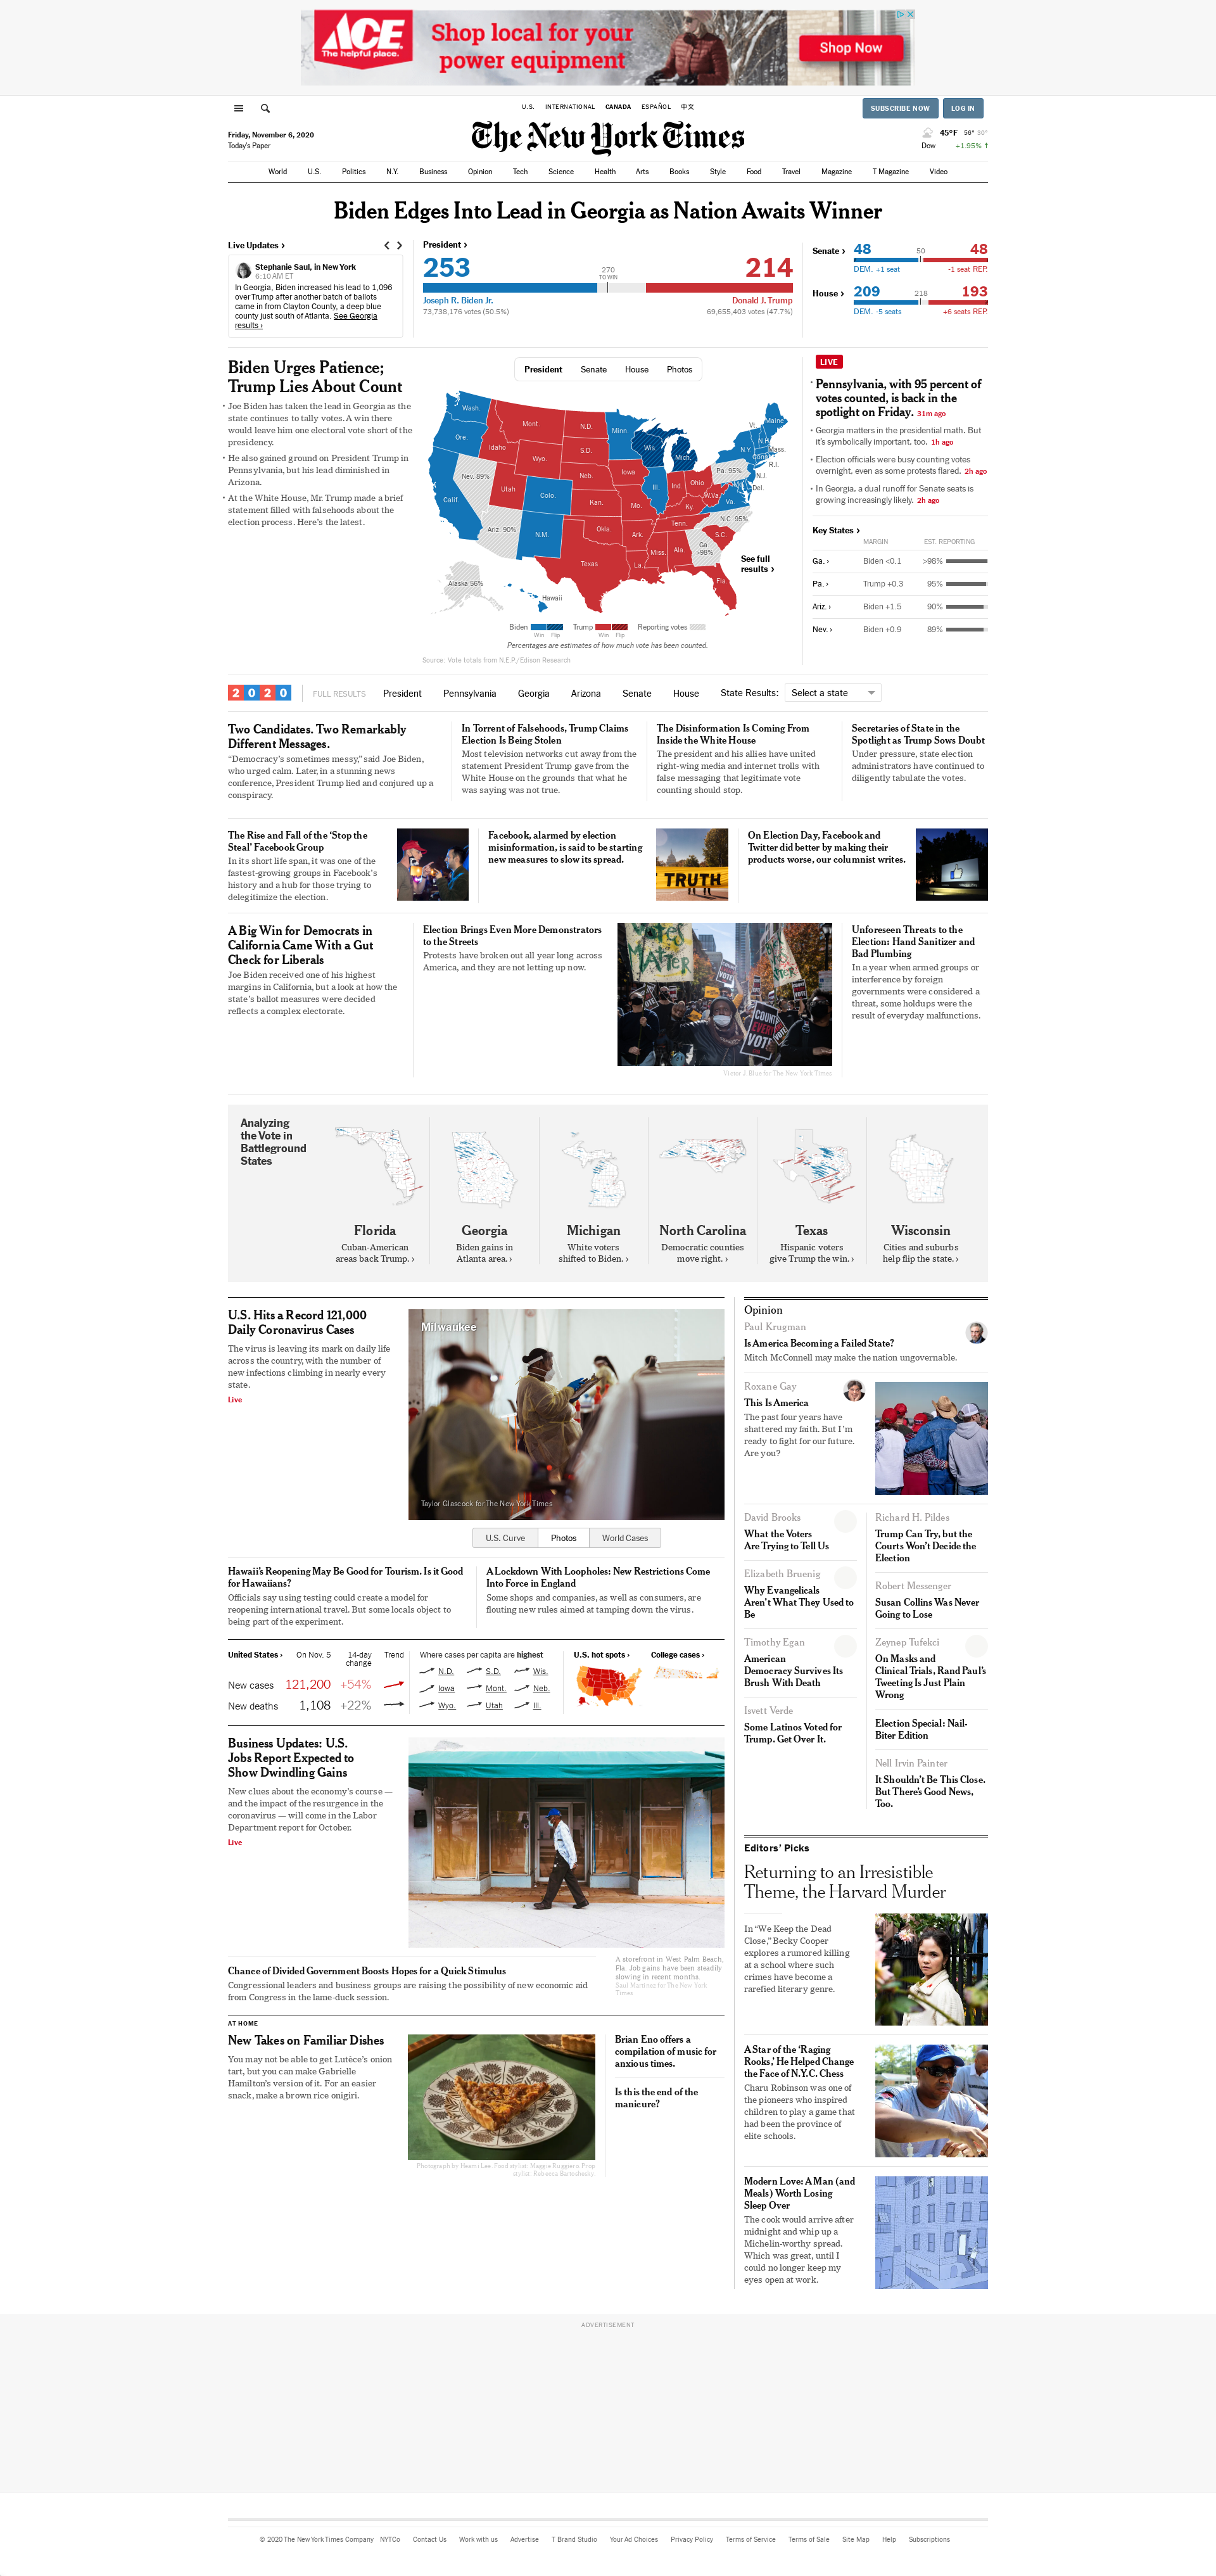 ACE
The helpful place.
Shop local for your
power equipment
Shop Now
U.S.
INTERNATIONAL
CANADA
ESPAÑOL
中文
SUBSCRIBE NOW
LOG IN
Friday, November 6, 2020
Today's Paper
The New York Times
45°F 56° 30°
Dow +1.95% ↑
World
U.S.
Politics
N.Y.
Business
Opinion
Tech
Science
Health
Arts
Books
Style
Food
Travel
Magazine
T Magazine
Video
Biden Edges Into Lead in Georgia as Nation Awaits Winner
Live Updates ›
Stephanie Saul, in New York
6:10 AM ET
In Georgia, Biden increased his lead to 1,096
over Trump after another batch of ballots
came in from Clayton County, a deep blue
county just south of Atlanta. See Georgia
results ›
President ›
253
270
TO WIN
214
Joseph R. Biden Jr.
Donald J. Trump
73,738,176 votes (50.5%)
69,655,403 votes (47.7%)
Senate ›
48
50
48
DEM. +1 seat
-1 seat REP.
House ›
209
218
193
DEM. -5 seats
+6 seats REP.
Biden Urges Patience;
Trump Lies About Count
• Joe Biden has taken the lead in Georgia as the
state continues to tally votes. A win there
would leave him one electoral vote short of the
presidency.
• He also gained ground on President Trump in
Pennsylvania, but his lead diminished in
Arizona.
• At the White House, Mr. Trump made a brief
statement filled with falsehoods about the
election process. Here's the latest.
President
Senate
House
Photos
Wash.
Ore.
Calif.
Nev. 89%
Idaho
Mont.
Wyo.
Utah
Ariz. 90%
Colo.
N.M.
N.D.
S.D.
Neb.
Kan.
Okla.
Texas
Minn.
Iowa
Mo.
Ark.
La.
Wis.
Ill.
Mich.
Ind.
Ohio
Ky.
Tenn.
Miss.
Ala.
Ga.
>98%
Fla.
S.C.
N.C. 95%
Va.
W.Va.
Pa. 95%
N.Y.
Vt.
N.H.
Maine
Mass.
Conn.
R.I.
N.J.
Del.
Alaska 56%
Hawaii
See full
results ›
Biden
Win
Flip
Trump
Win
Flip
Reporting votes
Percentages are estimates of how much vote has been counted.
Source: Vote totals from N.E.P./Edison Research
LIVE
• Pennsylvania, with 95 percent of
votes counted, is back in the
spotlight on Friday. 31m ago
• Georgia matters in the presidential math. But
it's symbolically important, too. 1h ago
• Election officials were busy counting votes
overnight, even as some protests flared. 2h ago
• In Georgia, a dual runoff for Senate seats is
growing increasingly likely. 2h ago
Key States ›
MARGIN
EST. REPORTING
Ga. › Biden <0.1 >98%
Pa. › Trump +0.3 95%
Ariz. › Biden +1.5 90%
Nev. › Biden +0.9 89%
2020
FULL RESULTS
President
Pennsylvania
Georgia
Arizona
Senate
House
State Results:
Select a state
Two Candidates. Two Remarkably
Different Messages.
“Democracy's sometimes messy,” said Joe Biden,
who urged calm. Later, in a stunning news
conference, President Trump lied and conjured up a
conspiracy.
In Torrent of Falsehoods, Trump Claims
Election Is Being Stolen
Most television networks cut away from the
statement President Trump gave from the
White House on the grounds that what he
was saying was not true.
The Disinformation Is Coming From
Inside the White House
The president and his allies have united
right-wing media and internet trolls with
false messaging that legitimate vote
counting should stop.
Secretaries of State in the
Spotlight as Trump Sows Doubt
Under pressure, state election
administrators have continued to
diligently tabulate the votes.
The Rise and Fall of the ‘Stop the
Steal’ Facebook Group
In its short life span, it was one of the
fastest-growing groups in Facebook's
history and a hub for those trying to
delegitimize the election.
Facebook, alarmed by election
misinformation, is said to be starting
new measures to slow its spread.
TRUTH
On Election Day, Facebook and
Twitter did better by making their
products worse, our columnist writes.
A Big Win for Democrats in
California Came With a Gut
Check for Liberals
Joe Biden received one of his highest
margins in California, but a look at how the
state's ballot measures were decided
reflects a complex electorate.
Election Brings Even More Demonstrators
to the Streets
Protests have broken out all year long across
America, and they are not letting up now.
VOTES
MATTER
COUNT
EVERY
VOTE
Victor J. Blue for The New York Times
Unforeseen Threats to the
Election: Hand Sanitizer and
Bad Plumbing
In a year when armed groups or
interference by foreign
governments were considered a
threat, some holdups were the
result of everyday malfunctions.
Analyzing
the Vote in
Battleground
States
Florida
Cuban-American
areas back Trump. ›
Georgia
Biden gains in
Atlanta area. ›
Michigan
White voters
shifted to Biden. ›
North Carolina
Democratic counties
move right. ›
Texas
Hispanic voters
give Trump the win. ›
Wisconsin
Cities and suburbs
help flip the state. ›
U.S. Hits a Record 121,000
Daily Coronavirus Cases
The virus is leaving its mark on daily life
across the country, with the number of
new infections climbing in nearly every
state.
Live
Milwaukee
Taylor Glascock for The New York Times
U.S. Curve
Photos
World Cases
Hawaii's Reopening May Be Good for Tourism. Is it Good
for Hawaiians?
Officials say using testing could create a model for
reopening international travel. But some locals object to
being part of the experiment.
A Lockdown With Loopholes: New Restrictions Come
Into Force in England
Some shops and companies, as well as consumers, are
flouting new rules aimed at tamping down the virus.
United States ›
On Nov. 5
14-day
change
Trend
New cases 121,200 +54%
New deaths 1,108 +22%
Where cases per capita are highest
N.D.
S.D.
Wis.
Iowa
Mont.
Neb.
Wyo.
Utah
Ill.
U.S. hot spots ›
College cases ›
Business Updates: U.S.
Jobs Report Expected to
Show Dwindling Gains
New clues about the economy's course —
and the impact of the resurgence in the
coronavirus — will come in the Labor
Department report for October.
Live
A storefront in West Palm Beach,
Fla. Job gains have been steadily
slowing in recent months.
Saul Martinez for The New York
Times
Chance of Divided Government Boosts Hopes for a Quick Stimulus
Congressional leaders and business groups are raising the possibility of new economic aid
from Congress in the lame-duck session.
AT HOME
New Takes on Familiar Dishes
You may not be able to get Lutèce's onion
tart, but you can make Gabrielle
Hamilton's version of it. For an easier
snack, make a brown rice onigiri.
Photograph by Heami Lee. Food stylist: Maggie Ruggiero. Prop
stylist: Rebecca Bartoshesky.
Brian Eno offers a
compilation of music for
anxious times.
Is this the end of the
manicure?
Opinion
Paul Krugman
Is America Becoming a Failed State?
Mitch McConnell may make the nation ungovernable.
Roxane Gay
This Is America
The past four years have
shattered my faith. But I'm
ready to fight for our future.
Are you?
David Brooks
What the Voters
Are Trying to Tell Us
Elizabeth Bruenig
Why Evangelicals
Aren't What They Used to
Be
Timothy Egan
American
Democracy Survives Its
Brush With Death
Isvett Verde
Some Latinos Voted for
Trump. Get Over It.
Richard H. Pildes
Trump Can Try, but the
Courts Won't Decide the
Election
Robert Messenger
Susan Collins Was Never
Going to Lose
Zeynep Tufekci
On Masks and
Clinical Trials, Rand Paul's
Tweeting Is Just Plain
Wrong
Election Special: Nail-
Biter Edition
Nell Irvin Painter
It Shouldn't Be This Close.
But There's Good News,
Too.
Editors' Picks
Returning to an Irresistible
Theme, the Harvard Murder
In “We Keep the Dead
Close,” Becky Cooper
explores a rumored killing
at a school where such
crimes have become a
rarefied literary genre.
A Star of the ‘Raging
Rooks,’ He Helped Change
the Face of N.Y.C. Chess
Charu Robinson was one of
the pioneers who inspired
children to play a game that
had been the province of
elite schools.
Modern Love: A Man (and
Meals) Worth Losing
Sleep Over
The cook would arrive after
midnight and whip up a
Michelin-worthy spread.
Which was great, until I
could no longer keep my
eyes open at work.
ADVERTISEMENT
© 2020 The New York Times Company
NYTCo
Contact Us
Work with us
Advertise
T Brand Studio
Your Ad Choices
Privacy Policy
Terms of Service
Terms of Sale
Site Map
Help
Subscriptions